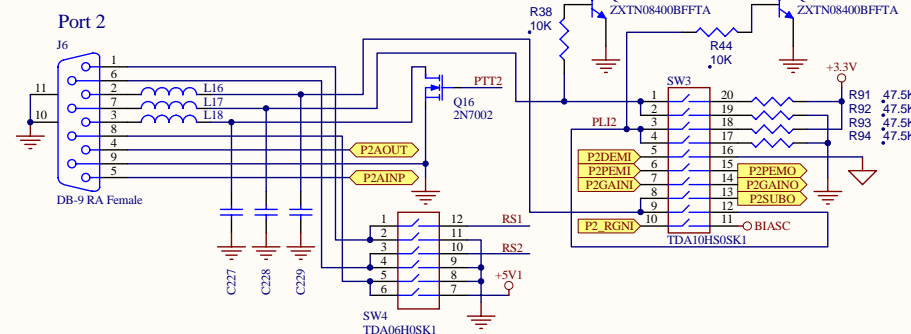 Port 2
J6
DB-9 RA Female
1
6
2
7
3
8
4
9
5
11
10
L16
L17
L18
C227
C228
C229
P2AOUT
P2AINP
PTT2
Q16
2N7002
R38
10K
ZXTN08400BFFTA
R44
10K
ZXTN08400BFFTA
SW4
TDA06H0SK1
1
2
3
4
5
6
12
11
10
9
8
7
RS1
RS2
+5V1
SW3
TDA10HS0SK1
1
2
3
4
5
6
7
8
9
10
20
19
18
17
16
15
14
13
12
11
PLI2
P2DEMI
P2PEMI
P2GAINI
P2_RGNI
P2PEMO
P2GAINO
P2SUBO
BIASC
+3.3V
R91 47.5K
R92 47.5K
R93 47.5K
R94 47.5K